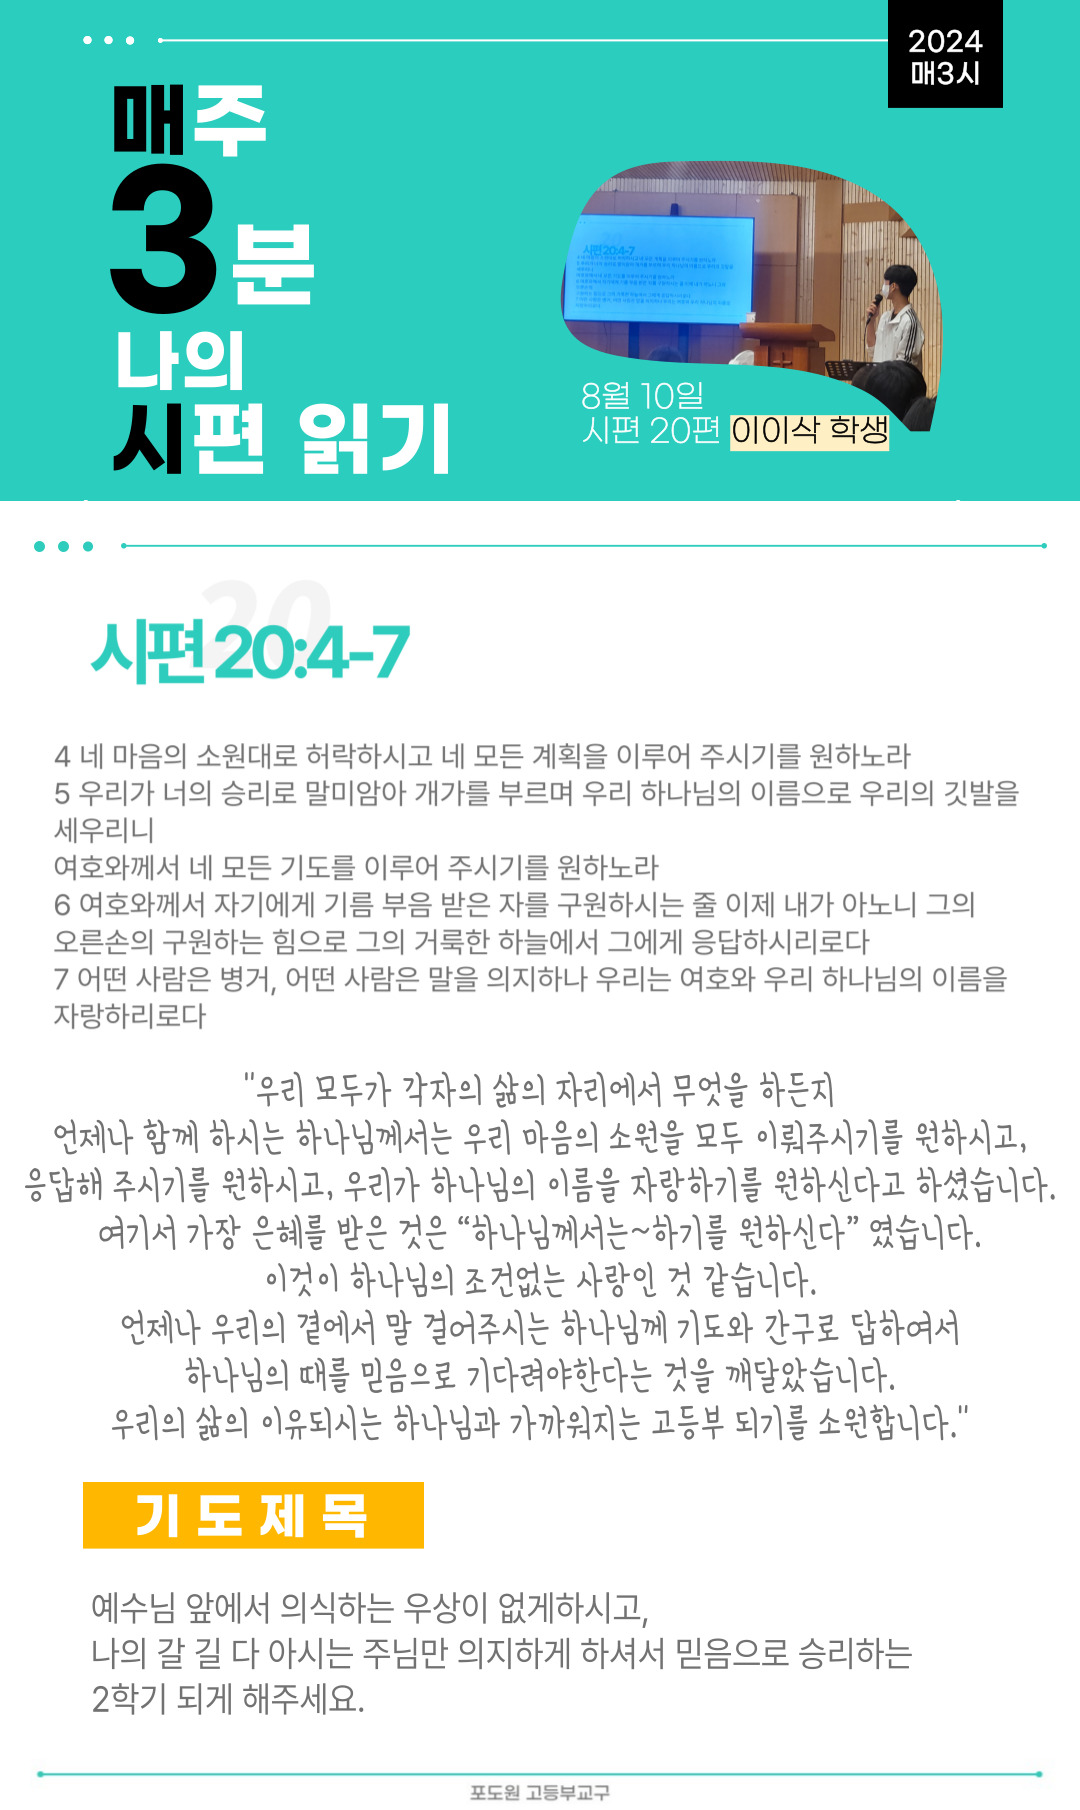 2024
매3시
매주
3분
나의
시편 읽기
시편 20:4-7
8월 10일
시편 20편 이이삭 학생
20
시편 20:4-7
4 네 마음의 소원대로 허락하시고 네 모든 계획을 이루어 주시기를 원하노라
5 우리가 너의 승리로 말미암아 개가를 부르며 우리 하나님의 이름으로 우리의 깃발을
세우리니
여호와께서 네 모든 기도를 이루어 주시기를 원하노라
6 여호와께서 자기에게 기름 부음 받은 자를 구원하시는 줄 이제 내가 아노니 그의
오른손의 구원하는 힘으로 그의 거룩한 하늘에서 그에게 응답하시리로다
7 어떤 사람은 병거, 어떤 사람은 말을 의지하나 우리는 여호와 우리 하나님의 이름을
자랑하리로다
"우리 모두가 각자의 삶의 자리에서 무엇을 하든지
언제나 함께 하시는 하나님께서는 우리 마음의 소원을 모두 이뤄주시기를 원하시고,
응답해 주시기를 원하시고, 우리가 하나님의 이름을 자랑하기를 원하신다고 하셨습니다.
여기서 가장 은혜를 받은 것은 “하나님께서는~하기를 원하신다” 였습니다.
이것이 하나님의 조건없는 사랑인 것 같습니다.
언제나 우리의 곁에서 말 걸어주시는 하나님께 기도와 간구로 답하여서
하나님의 때를 믿음으로 기다려야한다는 것을 깨달았습니다.
우리의 삶의 이유되시는 하나님과 가까워지는 고등부 되기를 소원합니다."
기도제목
예수님 앞에서 의식하는 우상이 없게하시고,
나의 갈 길 다 아시는 주님만 의지하게 하셔서 믿음으로 승리하는
2학기 되게 해주세요.
포도원 고등부교구